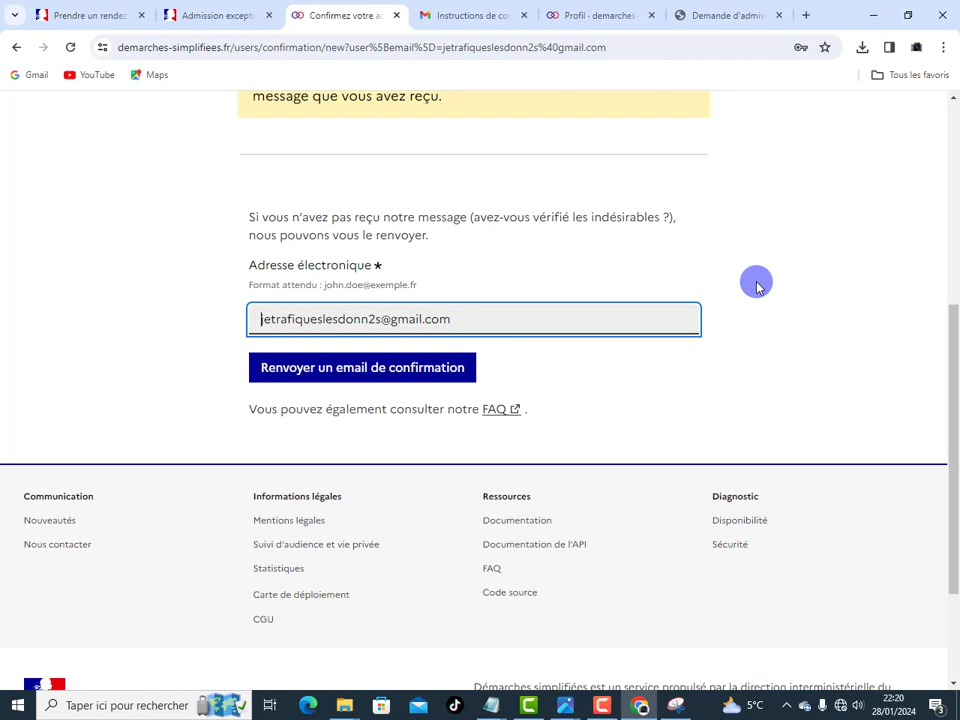 Prendre un rendez
Admission excepti
Confirmez votre a
Instructions de co
Profil - demarches
Demande d'admis
demarches-simplifiees.fr/users/confirmation/new?user%5Bemail%5D=jetrafiqueslesdonn2s%40gmail.com
Gmail
YouTube
Maps
Tous les favoris
message que vous avez reçu.
Si vous n'avez pas reçu notre message (avez-vous vérifié les indésirables ?),
nous pouvons vous le renvoyer.
Adresse électronique *
Format attendu : john.doe@exemple.fr
jetrafiqueslesdonn2s@gmail.com
Renvoyer un email de confirmation
Vous pouvez également consulter notre FAQ .
Communication
Nouveautés
Nous contacter
Informations légales
Mentions légales
Suivi d'audience et vie privée
Statistiques
Carte de déploiement
CGU
Ressources
Documentation
Documentation de l'API
FAQ
Code source
Diagnostic
Disponibilité
Sécurité
Démarches simplifiées est un service propulsé par la direction interministérielle du
Taper ici pour rechercher
5°C
22:20
28/01/2024
3